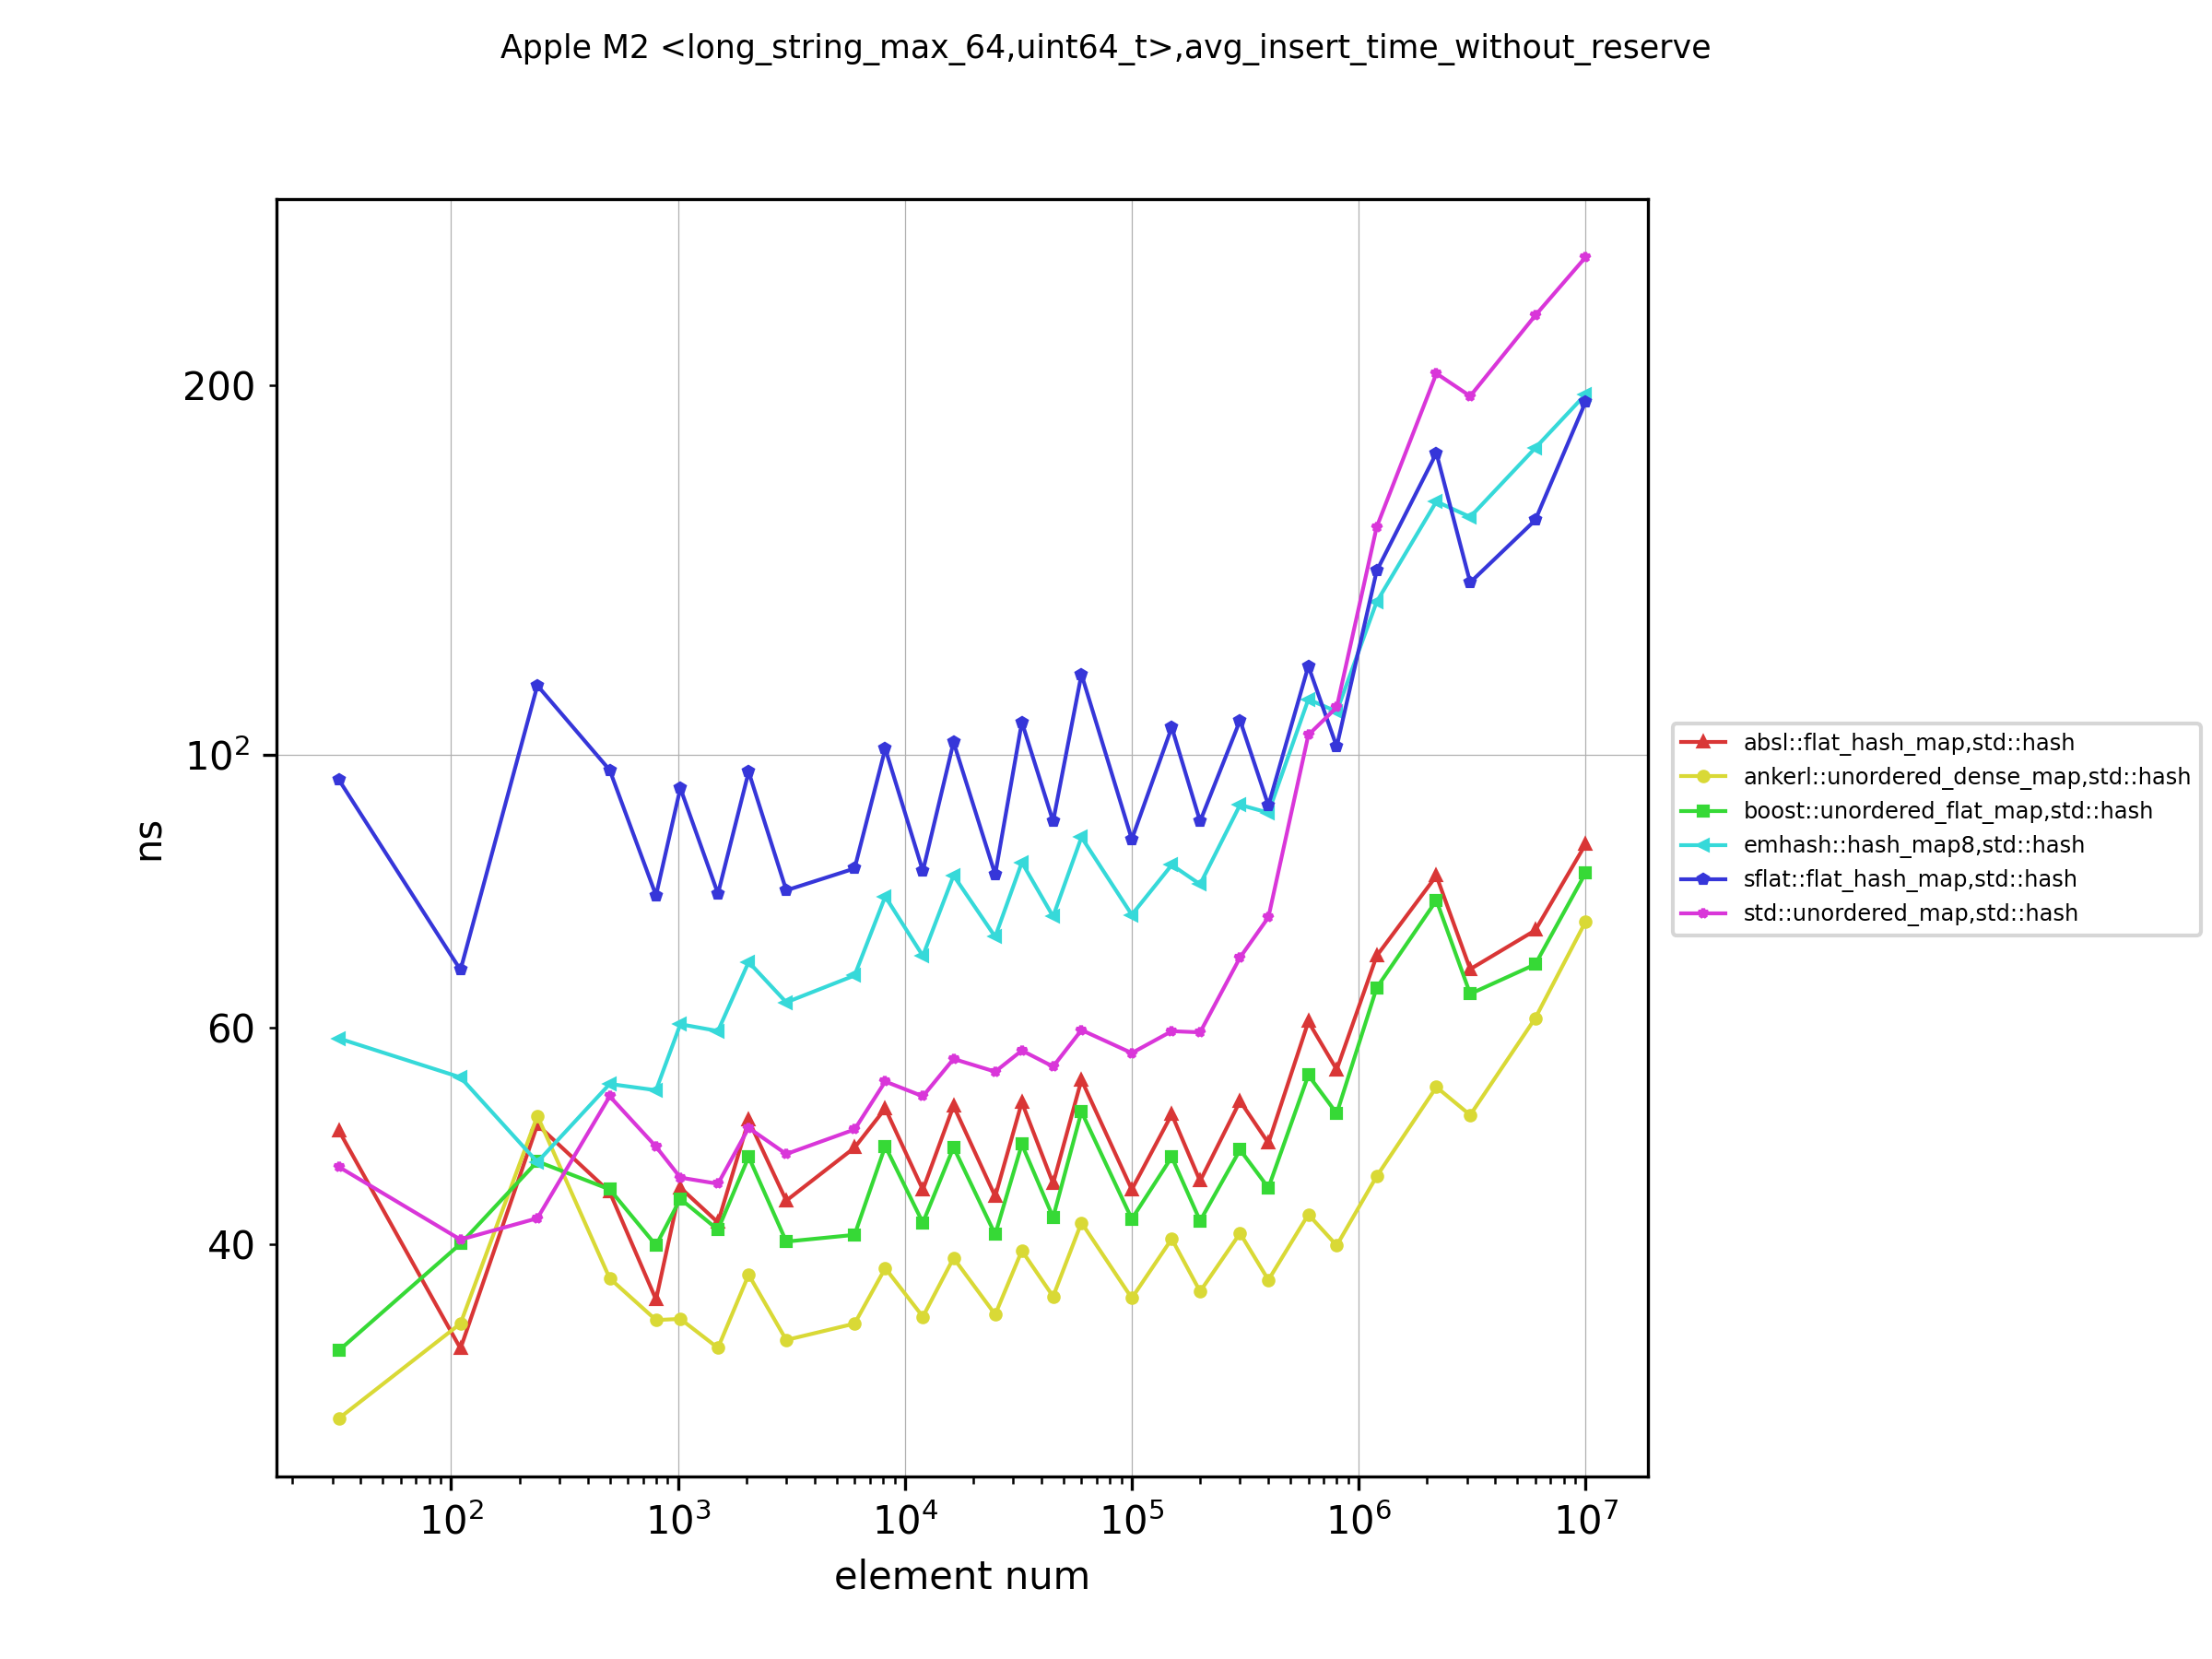 Apple M2 <long_string_max_64,uint64_t>,avg_insert_time_without_reserve
ns
200
10²
60
40
10² 10³ 10⁴ 10⁵ 10⁶ 10⁷
element num
absl::flat_hash_map,std::hash
ankerl::unordered_dense_map,std::hash
boost::unordered_flat_map,std::hash
emhash::hash_map8,std::hash
sflat::flat_hash_map,std::hash
std::unordered_map,std::hash